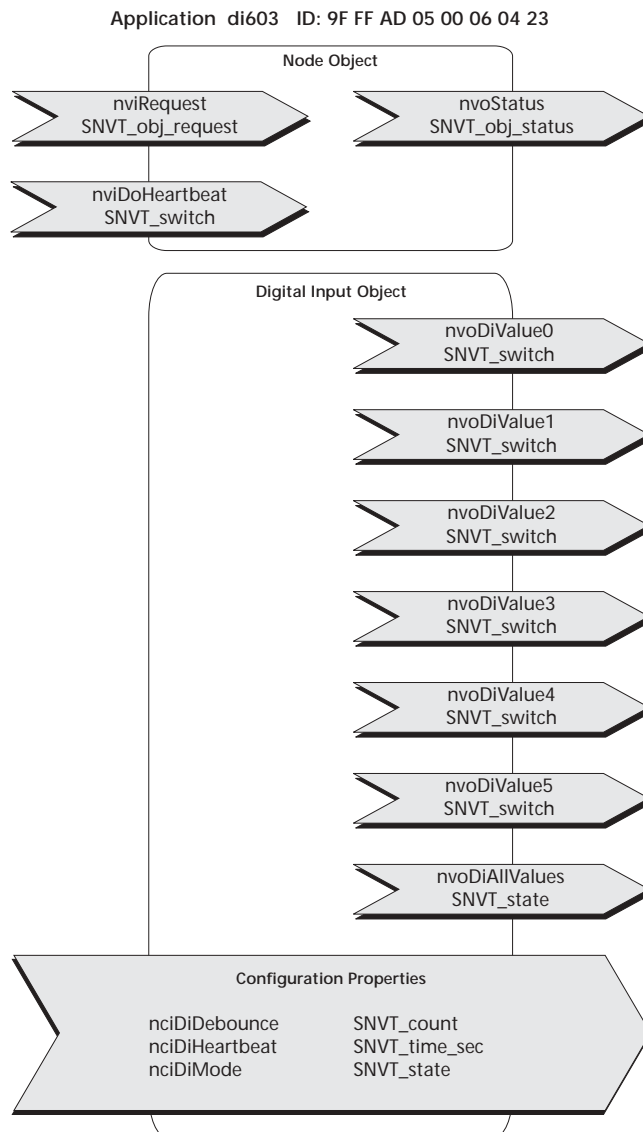 Application di603 ID: 9F FF AD 05 00 06 04 23
Node Object
nviRequest
SNVT_obj_request
nvoStatus
SNVT_obj_status
nviDoHeartbeat
SNVT_switch
Digital Input Object
nvoDiValue0
SNVT_switch
nvoDiValue1
SNVT_switch
nvoDiValue2
SNVT_switch
nvoDiValue3
SNVT_switch
nvoDiValue4
SNVT_switch
nvoDiValue5
SNVT_switch
nvoDiAllValues
SNVT_state
Configuration Properties
nciDiDebounce SNVT_count
nciDiHeartbeat SNVT_time_sec
nciDiMode SNVT_state